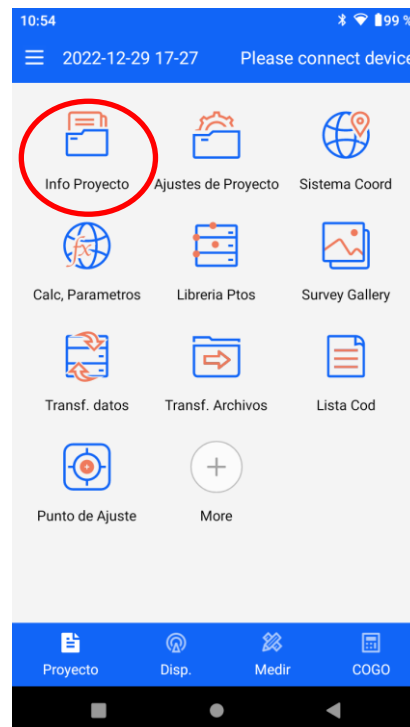 10:54 99 %
2022-12-29 17-27 Please connect device
Info Proyecto Ajustes de Proyecto Sistema Coord
Calc, Parametros Libreria Ptos Survey Gallery
Transf. datos Transf. Archivos Lista Cod
Punto de Ajuste More
Proyecto Disp. Medir COGO